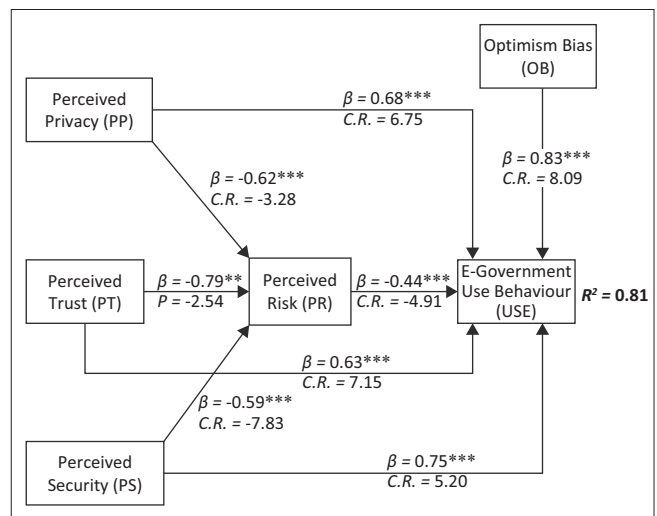 Optimism Bias
(OB)
Perceived
Privacy (PP)
β = 0.68***
C.R. = 6.75
β = 0.83***
C.R. = 8.09
β = -0.62***
C.R. = -3.28
Perceived
Trust (PT)
β = -0.79**
P = -2.54
Perceived
Risk (PR)
β = -0.44***
C.R. = -4.91
E-Government
Use Behaviour
(USE)
R² = 0.81
β = 0.63***
C.R. = 7.15
β = -0.59***
C.R. = -7.83
Perceived
Security (PS)
β = 0.75***
C.R. = 5.20